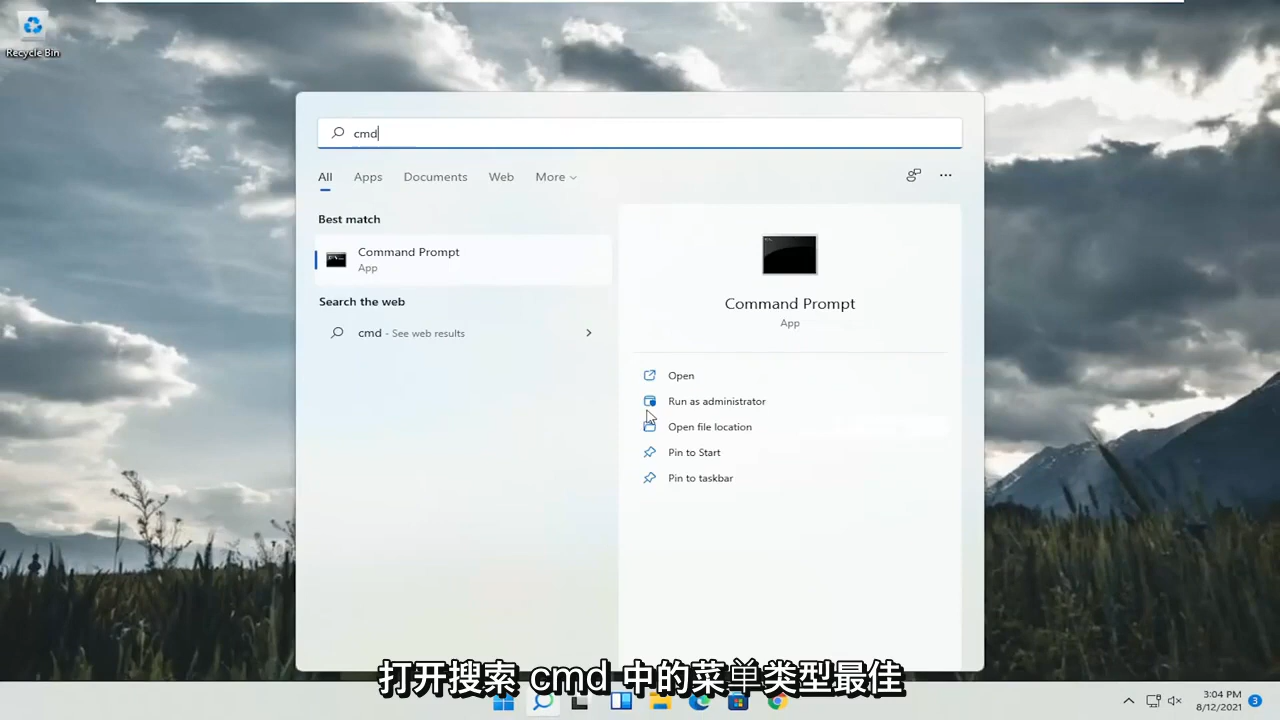 Recycle Bin
cmd
All Apps Documents Web More
Best match
Command Prompt
App
Search the web
cmd - See web results
Command Prompt
App
Open
Run as administrator
Open file location
Pin to Start
Pin to taskbar
打开搜索 cmd 中的菜单类型最佳
3:04 PM
8/12/2021
3